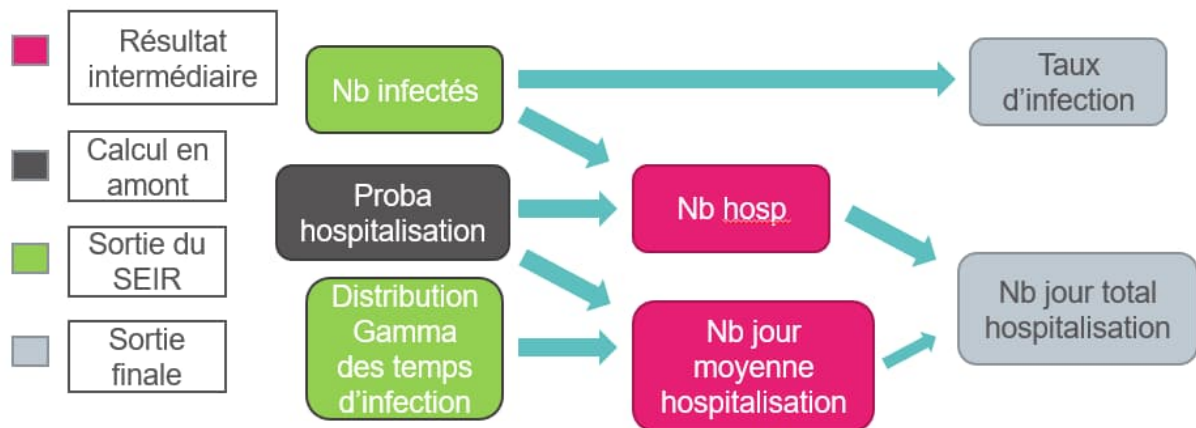 Résultat
intermédiaire
Calcul en
amont
Sortie du
SEIR
Sortie
finale
Nb infectés
Proba
hospitalisation
Distribution
Gamma
des temps
d'infection
Nb hosp
Nb jour
moyenne
hospitalisation
Taux
d'infection
Nb jour total
hospitalisation